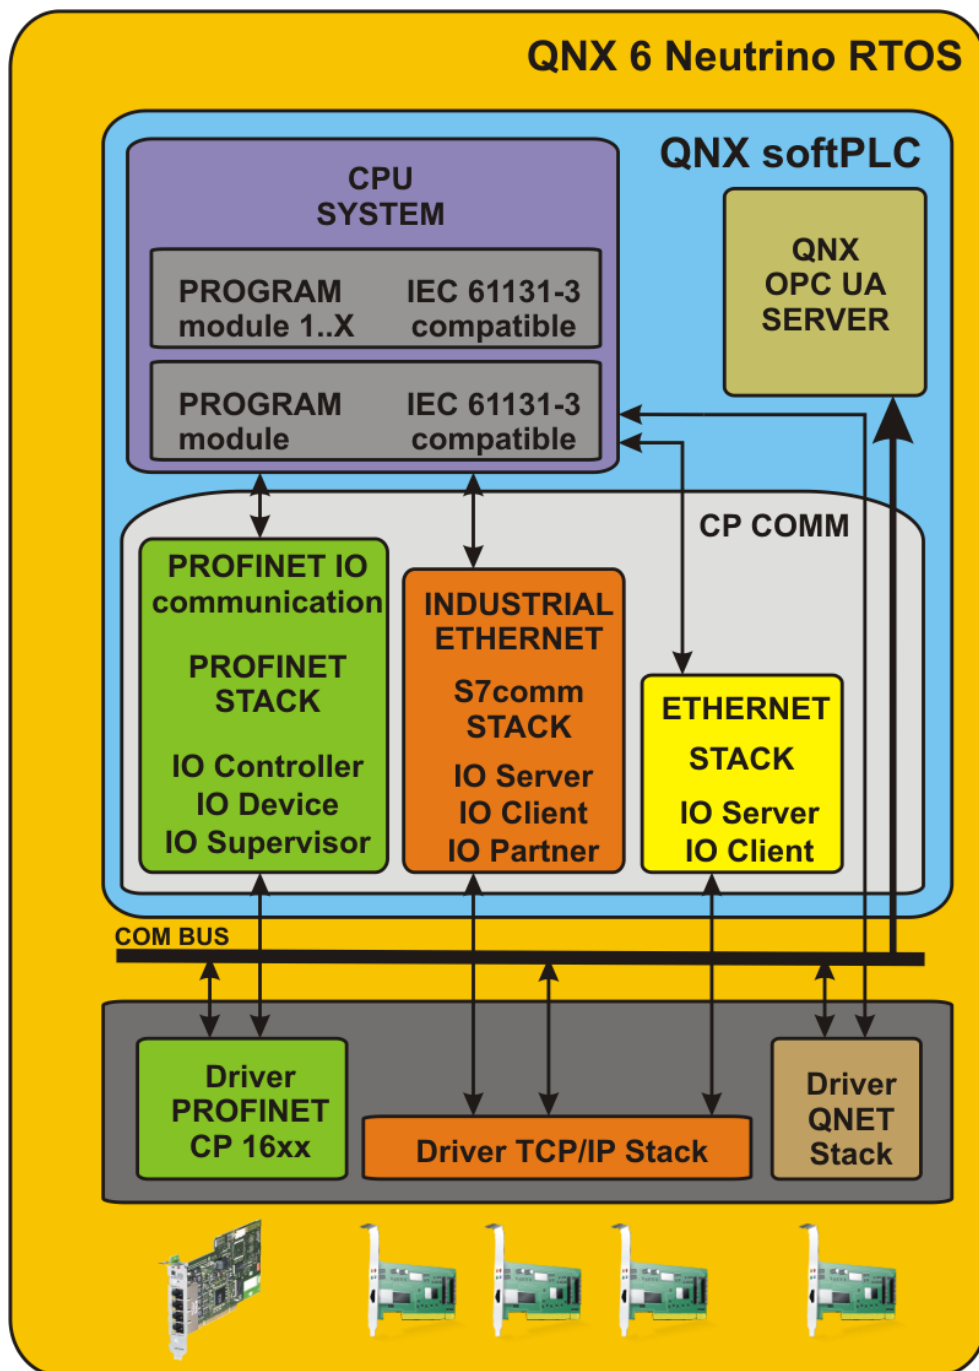 QNX 6 Neutrino RTOS
QNX softPLC
CPU
SYSTEM
PROGRAM IEC 61131-3
module 1..X compatible
PROGRAM IEC 61131-3
module compatible
QNX
OPC UA
SERVER
CP COMM
PROFINET IO
communication
PROFINET
STACK
IO Controller
IO Device
IO Supervisor
INDUSTRIAL
ETHERNET
S7comm
STACK
IO Server
IO Client
IO Partner
ETHERNET
STACK
IO Server
IO Client
COM BUS
Driver
PROFINET
CP 16xx
Driver TCP/IP Stack
Driver
QNET
Stack